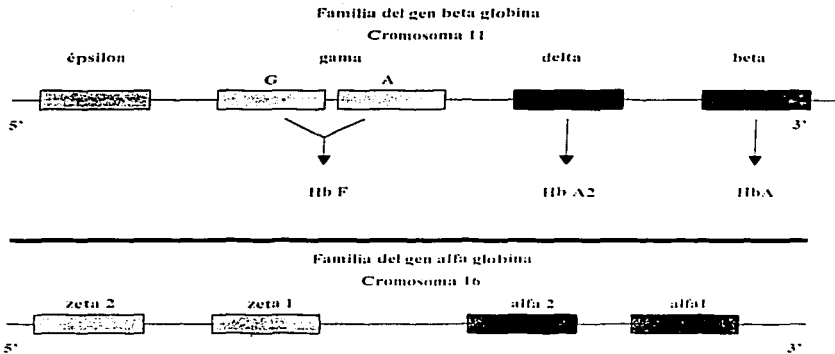 Familia del gen beta globina
Cromosoma 11
épsilon gama delta beta
G A
5' 3'
Hb F Hb A2 HbA
Familia del gen alfa globina
Cromosoma 16
zeta 2 zeta 1 alfa 2 alfa1
5' 3'